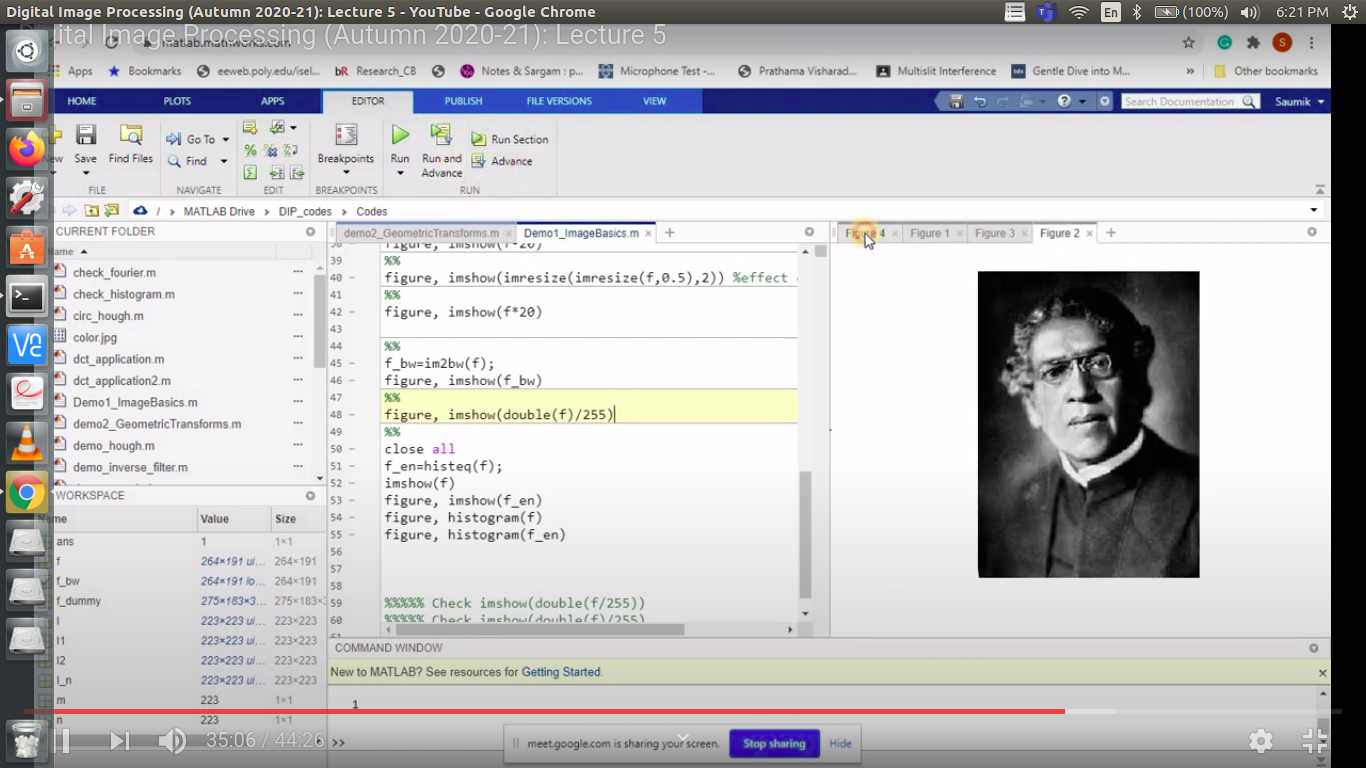 Digital Image Processing (Autumn 2020-21): Lecture 5 - YouTube - Google Chrome
En (100%) 6:21 PM
Digital Image Processing (Autumn 2020-21): Lecture 5
matlab.mathworks.com
S
Apps Bookmarks eeweb.poly.edu/isel... bR Research_CB Notes & Sargam : p... Microphone Test -... Prathama Visharad... Multislit Interference Gentle Dive into M... » Other bookmarks
HOME PLOTS APPS EDITOR PUBLISH FILE VERSIONS VIEW Search Documentation Saumik
Go To Run Section
Find Advance
Save Find Files Breakpoints Run Run and Advance
FILE NAVIGATE EDIT BREAKPOINTS RUN
/ > MATLAB Drive > DIP_codes > Codes
CURRENT FOLDER
Name
check_fourier.m
check_histogram.m
circ_hough.m
color.jpg
dct_application.m
dct_application2.m
Demo1_ImageBasics.m
demo2_GeometricTransforms.m
demo_hough.m
demo_inverse_filter.m
WORKSPACE
Name Value Size
ans 1 1×1
f 264×191 ui... 264×191
f_bw 264×191 lo... 264×191
f_dummy 275×183×3... 275×183×
I 223×223 ui... 223×223
I1 223×223 ui... 223×223
I2 223×223 ui... 223×223
I_n 223×223 ui... 223×223
m 223 1×1
n 223 1×1
demo2_GeometricTransforms.m × Demo1_ImageBasics.m × +
38 figure, imshow(f-20)
39 %%
40 - figure, imshow(imresize(imresize(f,0.5),2)) %effect
41 %%
42 - figure, imshow(f*20)
43
44 %%
45 - f_bw=im2bw(f);
46 - figure, imshow(f_bw)
47 %%
48 - figure, imshow(double(f)/255)
49 %%
50 - close all
51 - f_en=histeq(f);
52 - imshow(f)
53 - figure, imshow(f_en)
54 - figure, histogram(f)
55 - figure, histogram(f_en)
56
57
58
59 %%%%% Check imshow(double(f/255))
60 %%%%% Check imshow(double(f)/255)
61
Figure 4 × Figure 1 × Figure 3 × Figure 2 × +
COMMAND WINDOW
New to MATLAB? See resources for Getting Started.
1
>>
35:06 / 44:26
meet.google.com is sharing your screen. Stop sharing Hide